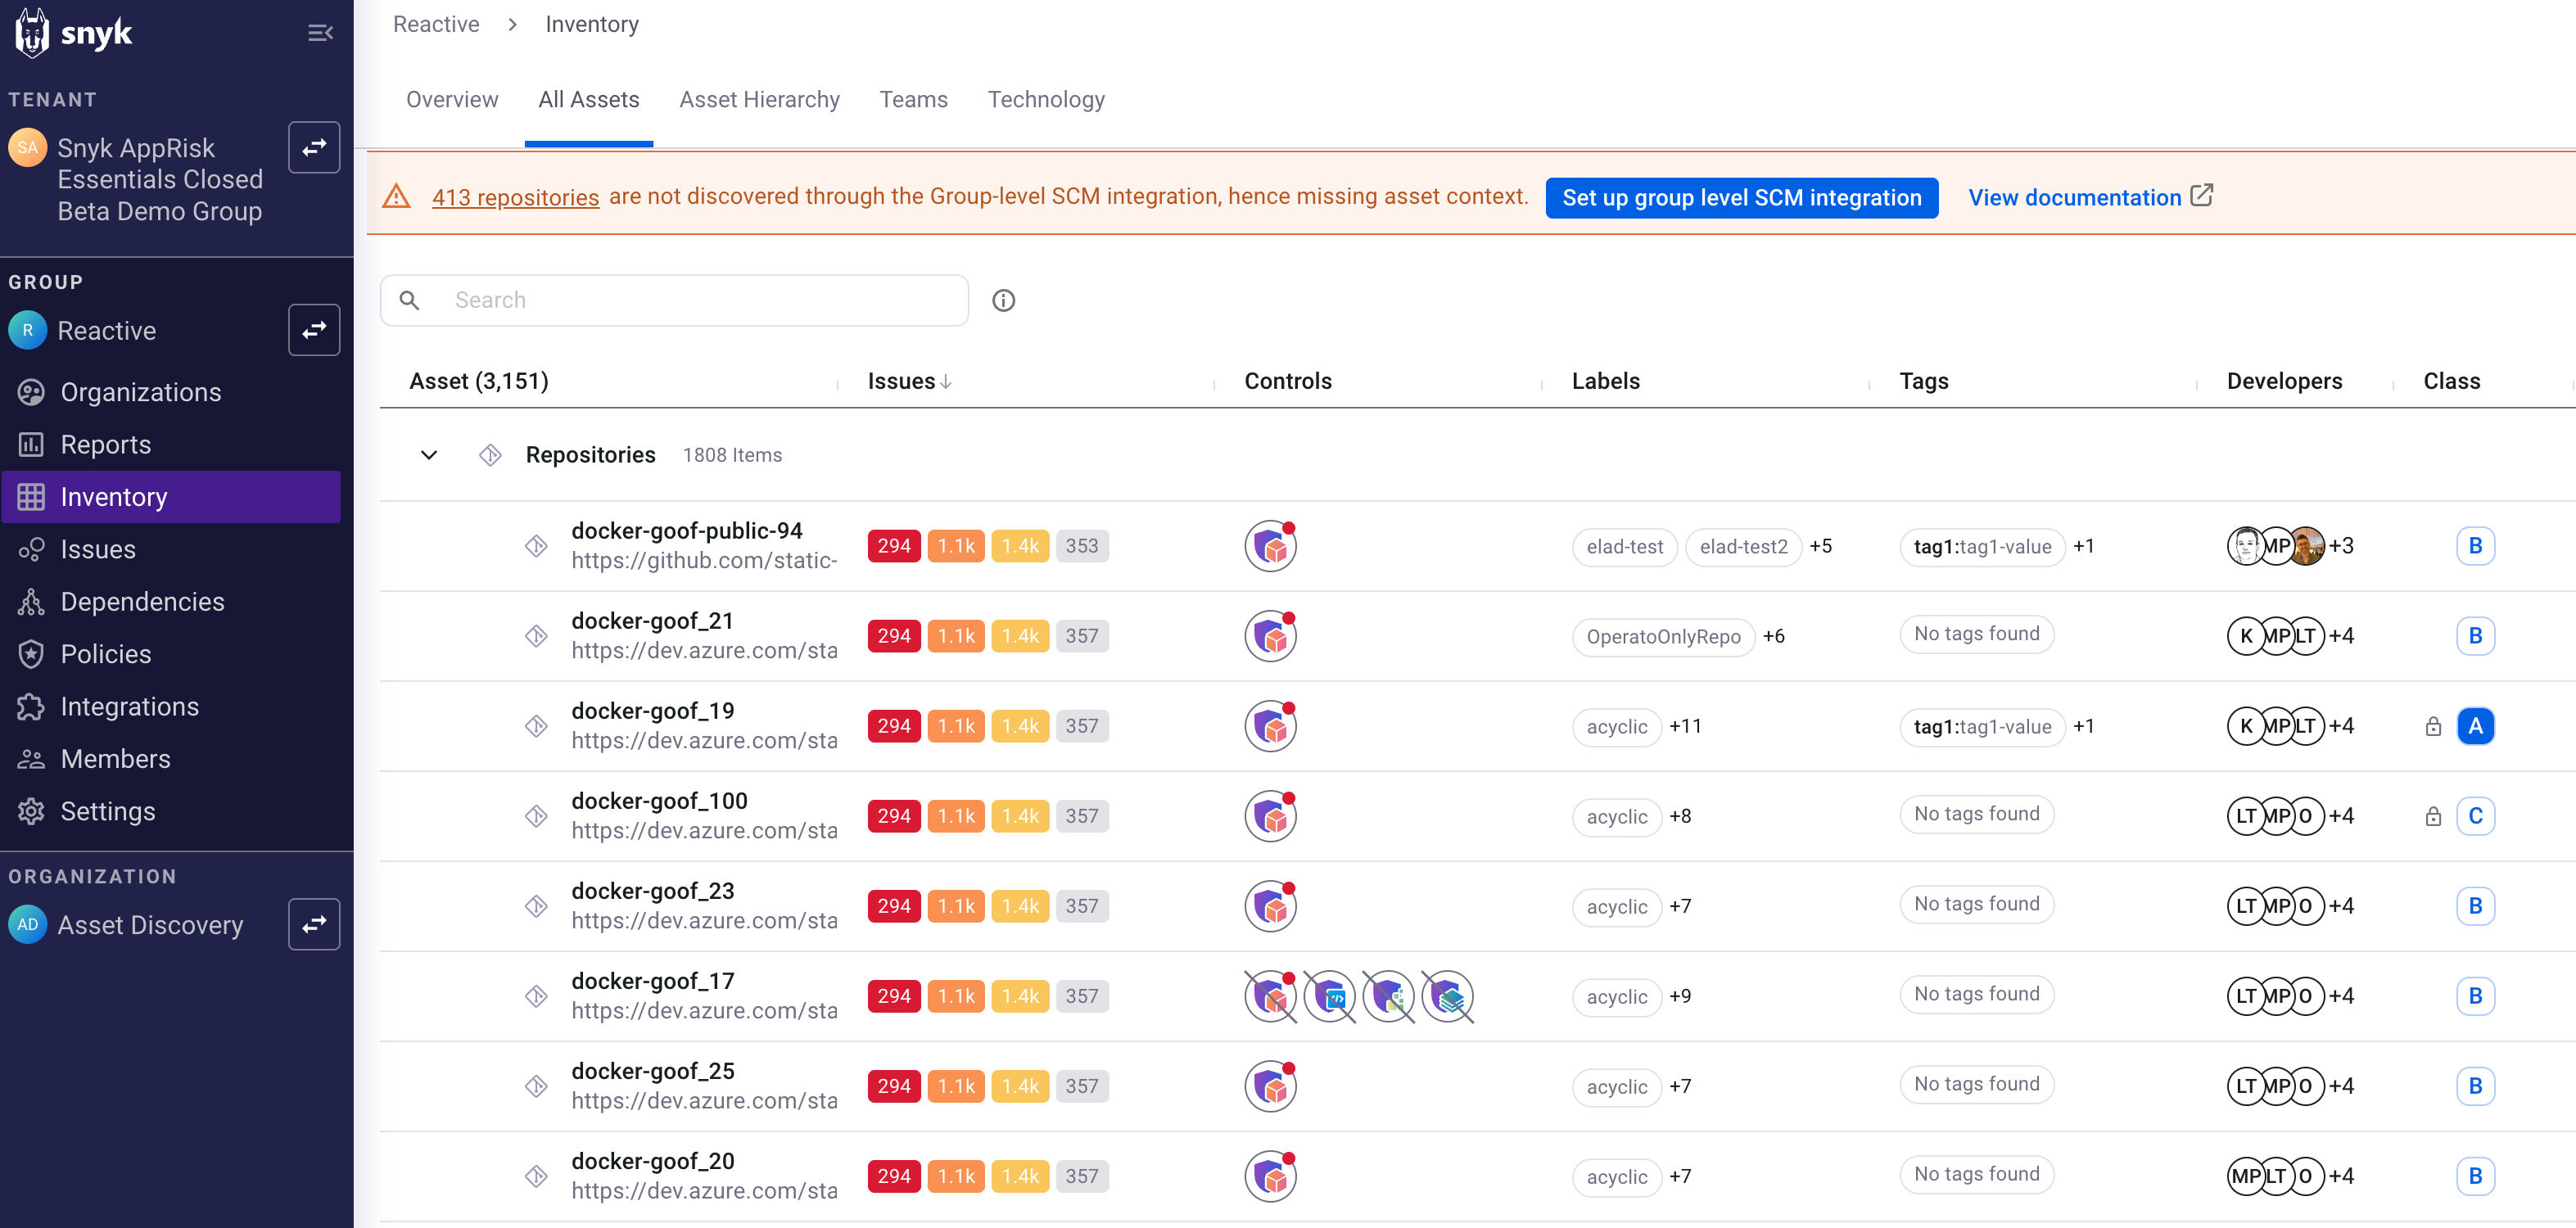 snyk
TENANT
SA
Snyk AppRisk
Essentials Closed
Beta Demo Group
GROUP
R
Reactive
Organizations
Reports
Inventory
Issues
Dependencies
Policies
Integrations
Members
Settings
ORGANIZATION
AD
Asset Discovery
Reactive > Inventory
Overview All Assets Asset Hierarchy Teams Technology
413 repositories are not discovered through the Group-level SCM integration, hence missing asset context. Set up group level SCM integration View documentation
Search
Asset (3,151) Issues Controls Labels Tags Developers Class
Repositories 1808 Items
docker-goof-public-94
https://github.com/static-
294 1.1k 1.4k 353 elad-test elad-test2 +5 tag1:tag1-value +1 MP +3 B
docker-goof_21
https://dev.azure.com/sta
294 1.1k 1.4k 357 OperatoOnlyRepo +6 No tags found K MP LT +4 B
docker-goof_19
https://dev.azure.com/sta
294 1.1k 1.4k 357 acyclic +11 tag1:tag1-value +1 K MP LT +4 A
docker-goof_100
https://dev.azure.com/sta
294 1.1k 1.4k 357 acyclic +8 No tags found LT MP O +4 C
docker-goof_23
https://dev.azure.com/sta
294 1.1k 1.4k 357 acyclic +7 No tags found LT MP O +4 B
docker-goof_17
https://dev.azure.com/sta
294 1.1k 1.4k 357 acyclic +9 No tags found LT MP O +4 B
docker-goof_25
https://dev.azure.com/sta
294 1.1k 1.4k 357 acyclic +7 No tags found LT MP O +4 B
docker-goof_20
https://dev.azure.com/sta
294 1.1k 1.4k 357 acyclic +7 No tags found MP LT O +4 B